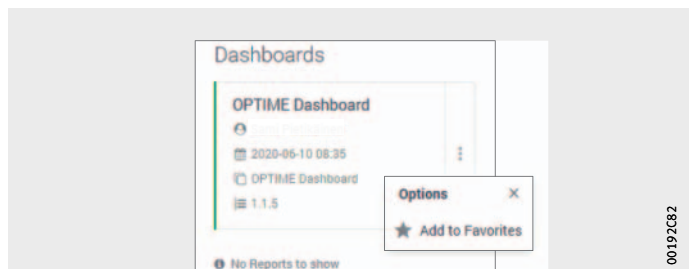 Dashboards
OPTIME Dashboard
2020-06-10 08:35
OPTIME Dashboard
1.1.5
Options ×
Add to Favorites
No Reports to show
00192C82